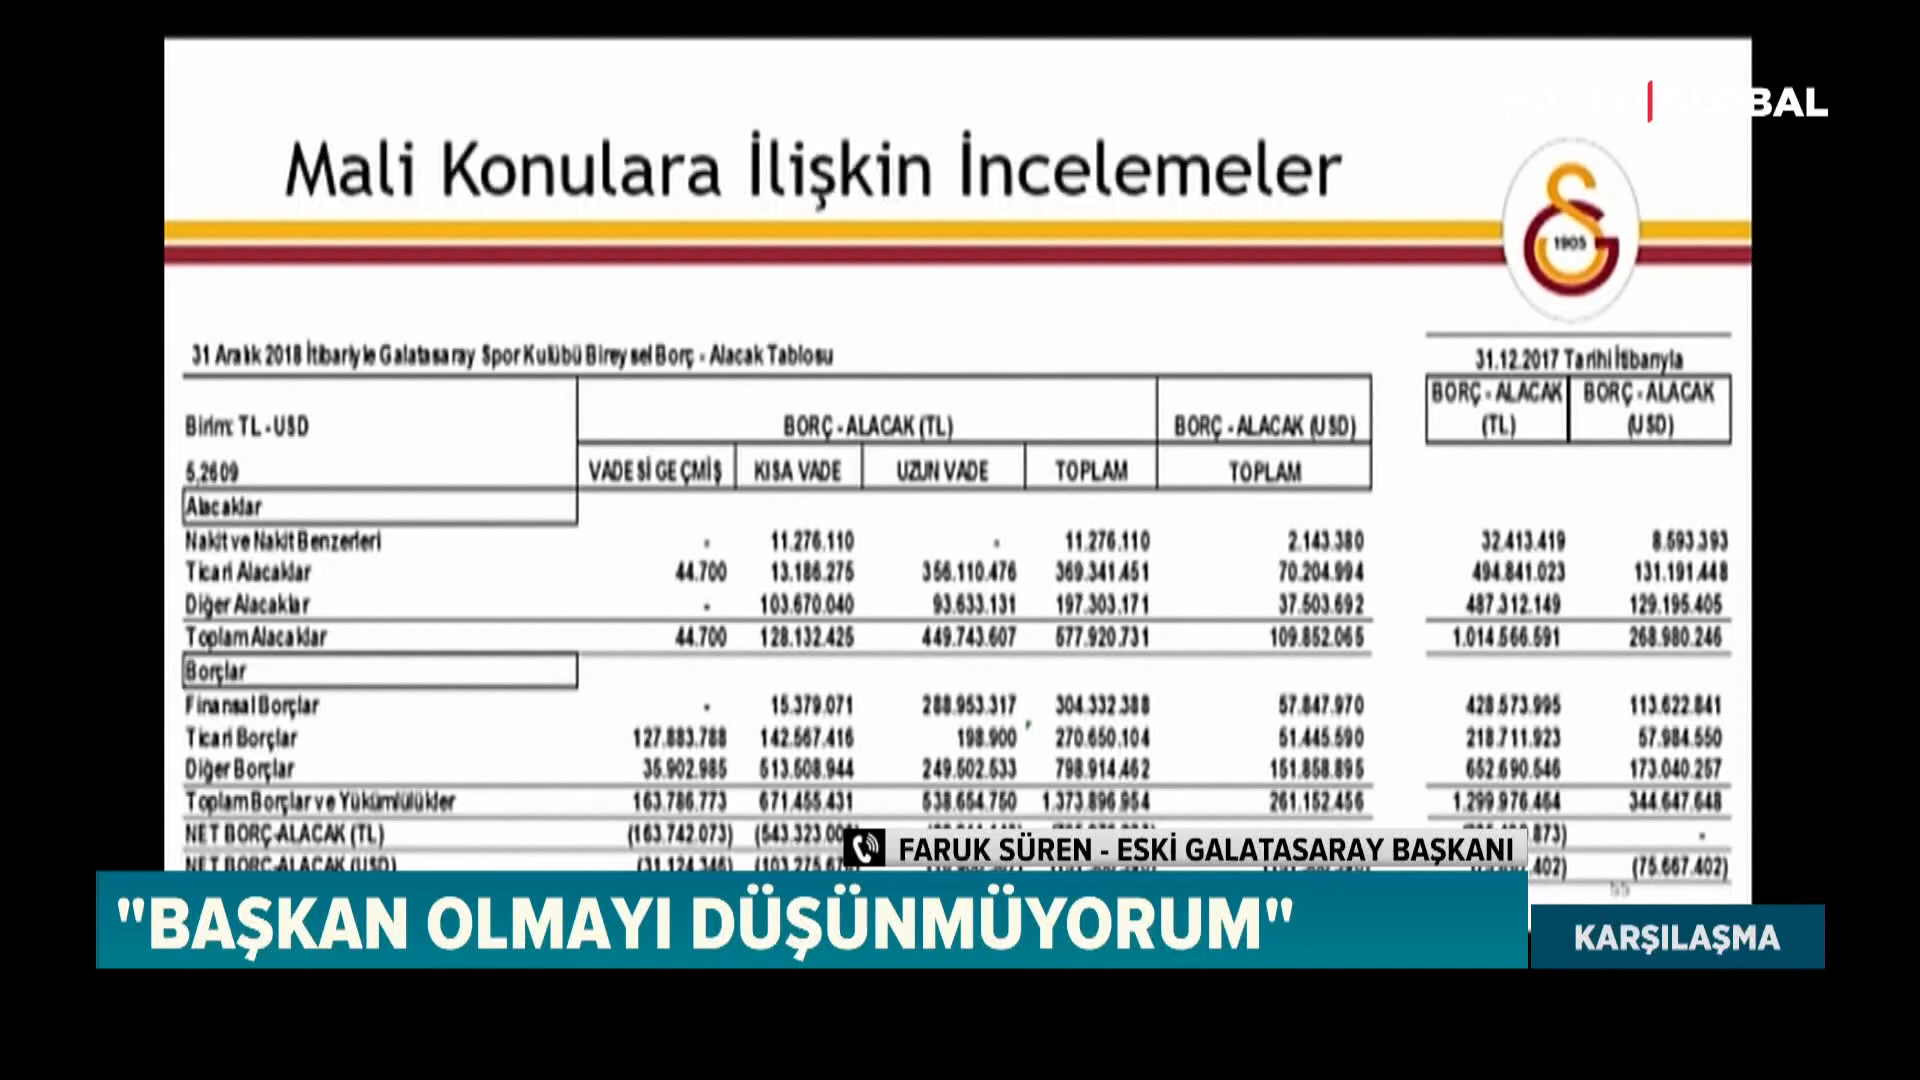 HABER GLOBAL
Mali Konulara İlişkin İncelemeler
1905
31 Aralık 2018 İtibariyle Galatasaray Spor Kulübü Bireysel Borç - Alacak Tablosu
31.12.2017 Tarihi İtibarıyla
Birim: TL - USD BORÇ - ALACAK (TL) BORÇ - ALACAK (USD) BORÇ - ALACAK (TL) BORÇ - ALACAK (USD)
5,2609 VADESİ GEÇMİŞ KISA VADE UZUN VADE TOPLAM TOPLAM
Alacaklar
Nakit ve Nakit Benzerleri - 11.276.110 - 11.276.110 2.143.380 32.413.419 8.593.393
Ticari Alacaklar 44.700 13.186.275 356.110.476 369.341.451 70.204.994 494.841.023 131.191.448
Diğer Alacaklar - 103.670.040 93.633.131 197.303.171 37.503.692 487.312.149 129.195.405
Toplam Alacaklar 44.700 128.132.425 449.743.607 577.920.731 109.852.065 1.014.566.591 268.980.246
Borçlar
Finansal Borçlar - 15.379.071 288.953.317 304.332.388 57.847.970 428.573.995 113.622.841
Ticari Borçlar 127.883.788 142.567.416 198.900 270.650.104 51.445.590 218.711.923 57.984.550
Diğer Borçlar 35.902.985 513.508.944 249.502.533 798.914.462 151.858.895 652.690.546 173.040.257
Toplam Borçlar ve Yükümlülükler 163.786.773 671.455.431 538.654.750 1.373.896.954 261.152.456 1.299.976.464 344.647.648
NET BORÇ-ALACAK (TL) (163.742.073) -
NET BORÇ-ALACAK (USD) (31.124.346) (75.667.402)
55
FARUK SÜREN - ESKİ GALATASARAY BAŞKANI
"BAŞKAN OLMAYI DÜŞÜNMÜYORUM"
KARŞILAŞMA